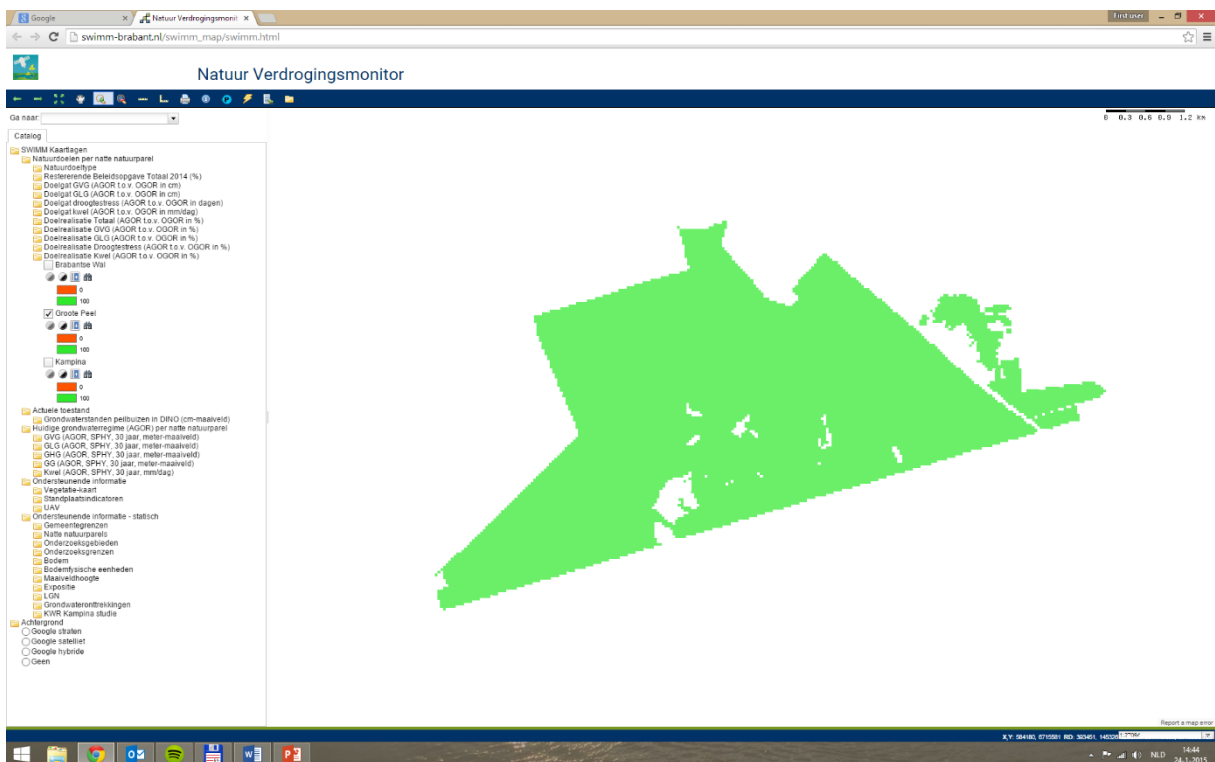 Google
Natuur Verdrogingsmonit
First user
swimm-brabant.nl/swimm_map/swimm.html
Natuur Verdrogingsmonitor
Ga naar:
0 0.3 0.6 0.9 1.2 km
Catalog
SWIMM Kaartlagen
Natuurdoelen per natte natuurparel
Natuurdoeltype
Resterende Beleidsopgave Totaal 2014 (%)
Doelgat GVG (AGOR t.o.v. OGOR in cm)
Doelgat GLG (AGOR t.o.v. OGOR in cm)
Doelgat droogtestress (AGOR t.o.v. OGOR in dagen)
Doelgat kwel (AGOR t.o.v. OGOR in mm/dag)
Doelrealisatie Totaal (AGOR t.o.v. OGOR in %)
Doelrealisatie GVG (AGOR t.o.v. OGOR in %)
Doelrealisatie GLG (AGOR t.o.v. OGOR in %)
Doelrealisatie Droogtestress (AGOR t.o.v. OGOR in %)
Doelrealisatie Kwel (AGOR t.o.v. OGOR in %)
Brabantse Wal
0
100
Groote Peel
0
100
Kampina
0
100
Actuele toestand
Grondwaterstanden peilbuizen in DINO (cm-maaiveld)
Huidige grondwaterregime (AGOR) per natte natuurparel
GVG (AGOR, SPHY, 30 jaar, meter-maaiveld)
GLG (AGOR, SPHY, 30 jaar, meter-maaiveld)
GHG (AGOR, SPHY, 30 jaar, meter-maaiveld)
GG (AGOR, SPHY, 30 jaar, meter-maaiveld)
Kwel (AGOR, SPHY, 30 jaar, mm/dag)
Ondersteunende informatie
Vegetatie-kaart
Standplaatsindicatoren
UAV
Ondersteunende informatie - statisch
Gemeentegrenzen
Natte natuurparels
Onderzoeksgebieden
Onderzoeksgrenzen
Bodem
Bodemfysische eenheden
Maaiveldhoogte
Expositie
LGN
Grondwateronttrekkingen
KWR Kampina studie
Achtergrond
Google straten
Google satelliet
Google hybride
Geen
Report a map error
X,Y: 584180, 6715581 RD: 393451,
NLD
14:44
24-1-2015